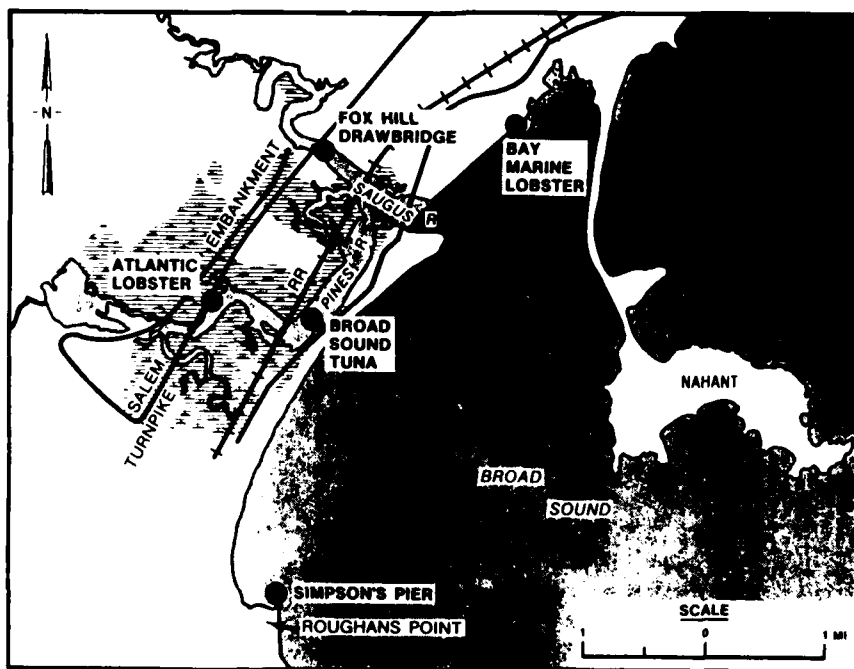 N
FOX HILL
DRAWBRIDGE
BAY
MARINE
LOBSTER
EMBANKMENT
SAUGUS
R
ATLANTIC
LOBSTER
RR
PINES R
BROAD
SOUND
TUNA
SALEM
TURNPIKE
NAHANT
BROAD
SOUND
SIMPSON'S PIER
ROUGHANS POINT
SCALE
1 0 1 MI